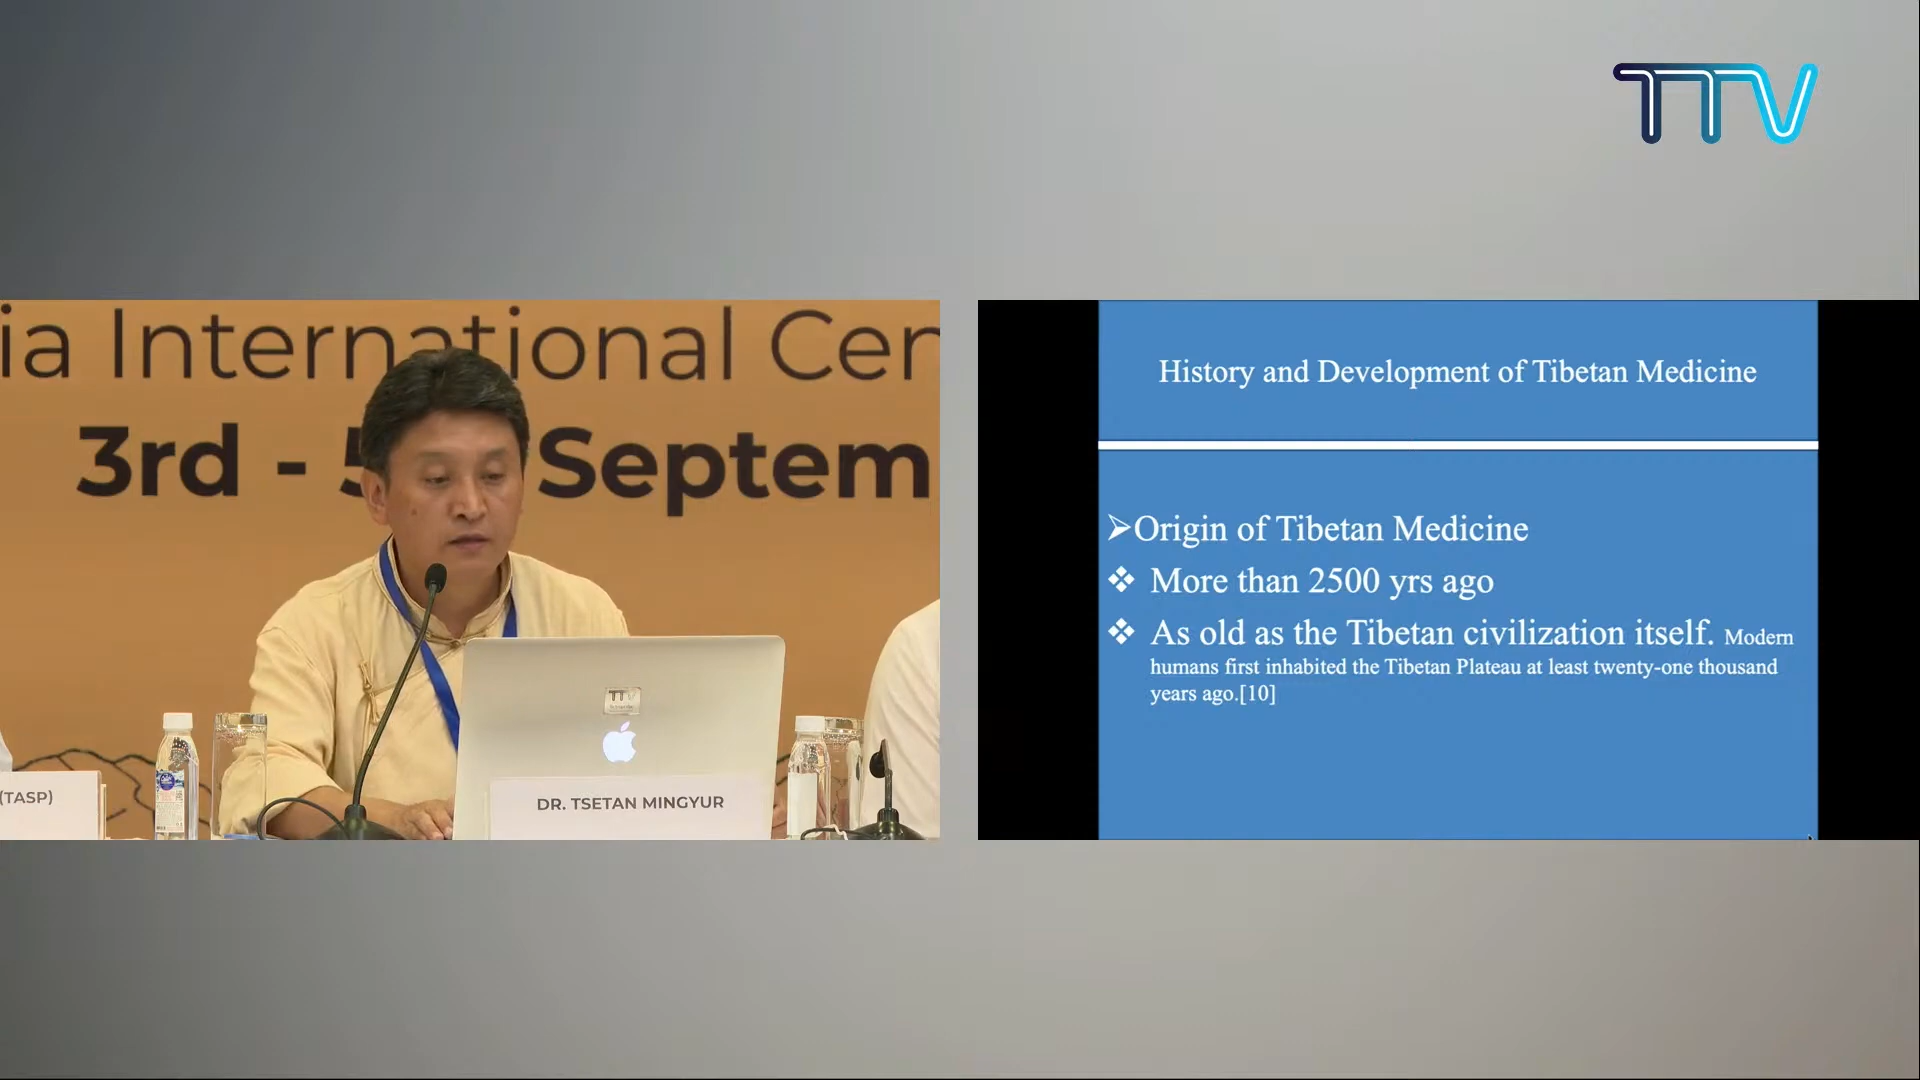 TTV
ia International Cen
3rd - 5 Septem
(TASP)
TTV
DR. TSETAN MINGYUR
History and Development of Tibetan Medicine
Origin of Tibetan Medicine
More than 2500 yrs ago
As old as the Tibetan civilization itself. Modern
humans first inhabited the Tibetan Plateau at least twenty-one thousand
years ago.[10]